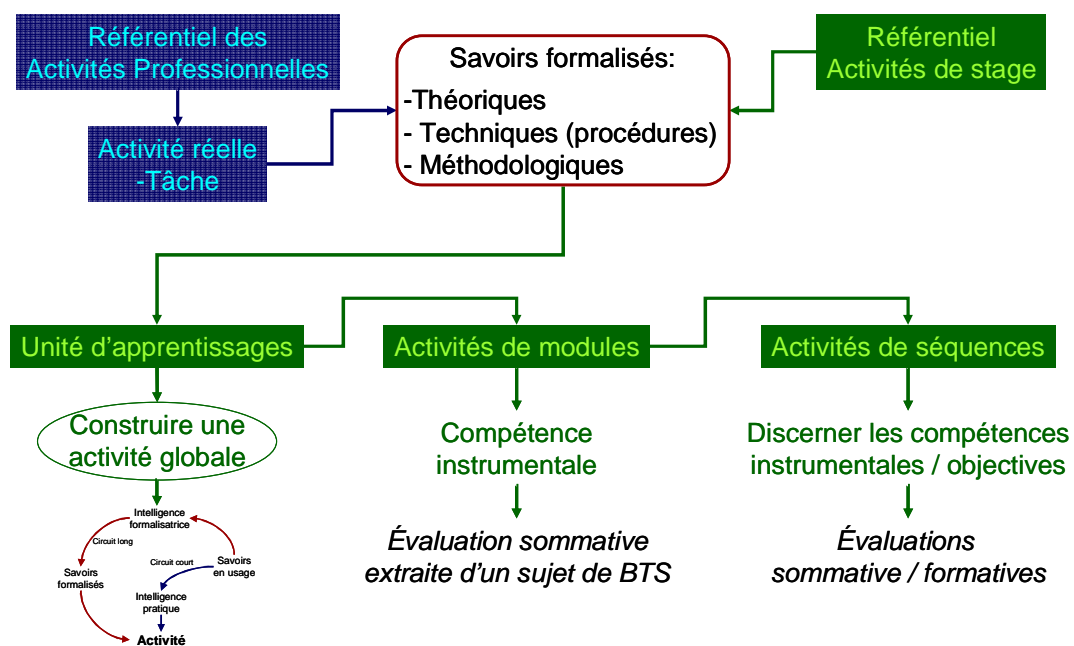 Référentiel des
Activités Professionnelles
Savoirs formalisés:
-Théoriques
- Techniques (procédures)
- Méthodologiques
Référentiel
Activités de stage
Activité réelle
-Tâche
Unité d'apprentissages
Activités de modules
Activités de séquences
Construire une
activité globale
Compétence
instrumentale
Discerner les compétences
instrumentales / objectives
Intelligence
formalisatrice
Circuit long
Circuit court
Savoirs
en usage
Savoirs
formalisés
Intelligence
pratique
Activité
Évaluation sommative
extraite d'un sujet de BTS
Évaluations
sommative / formatives